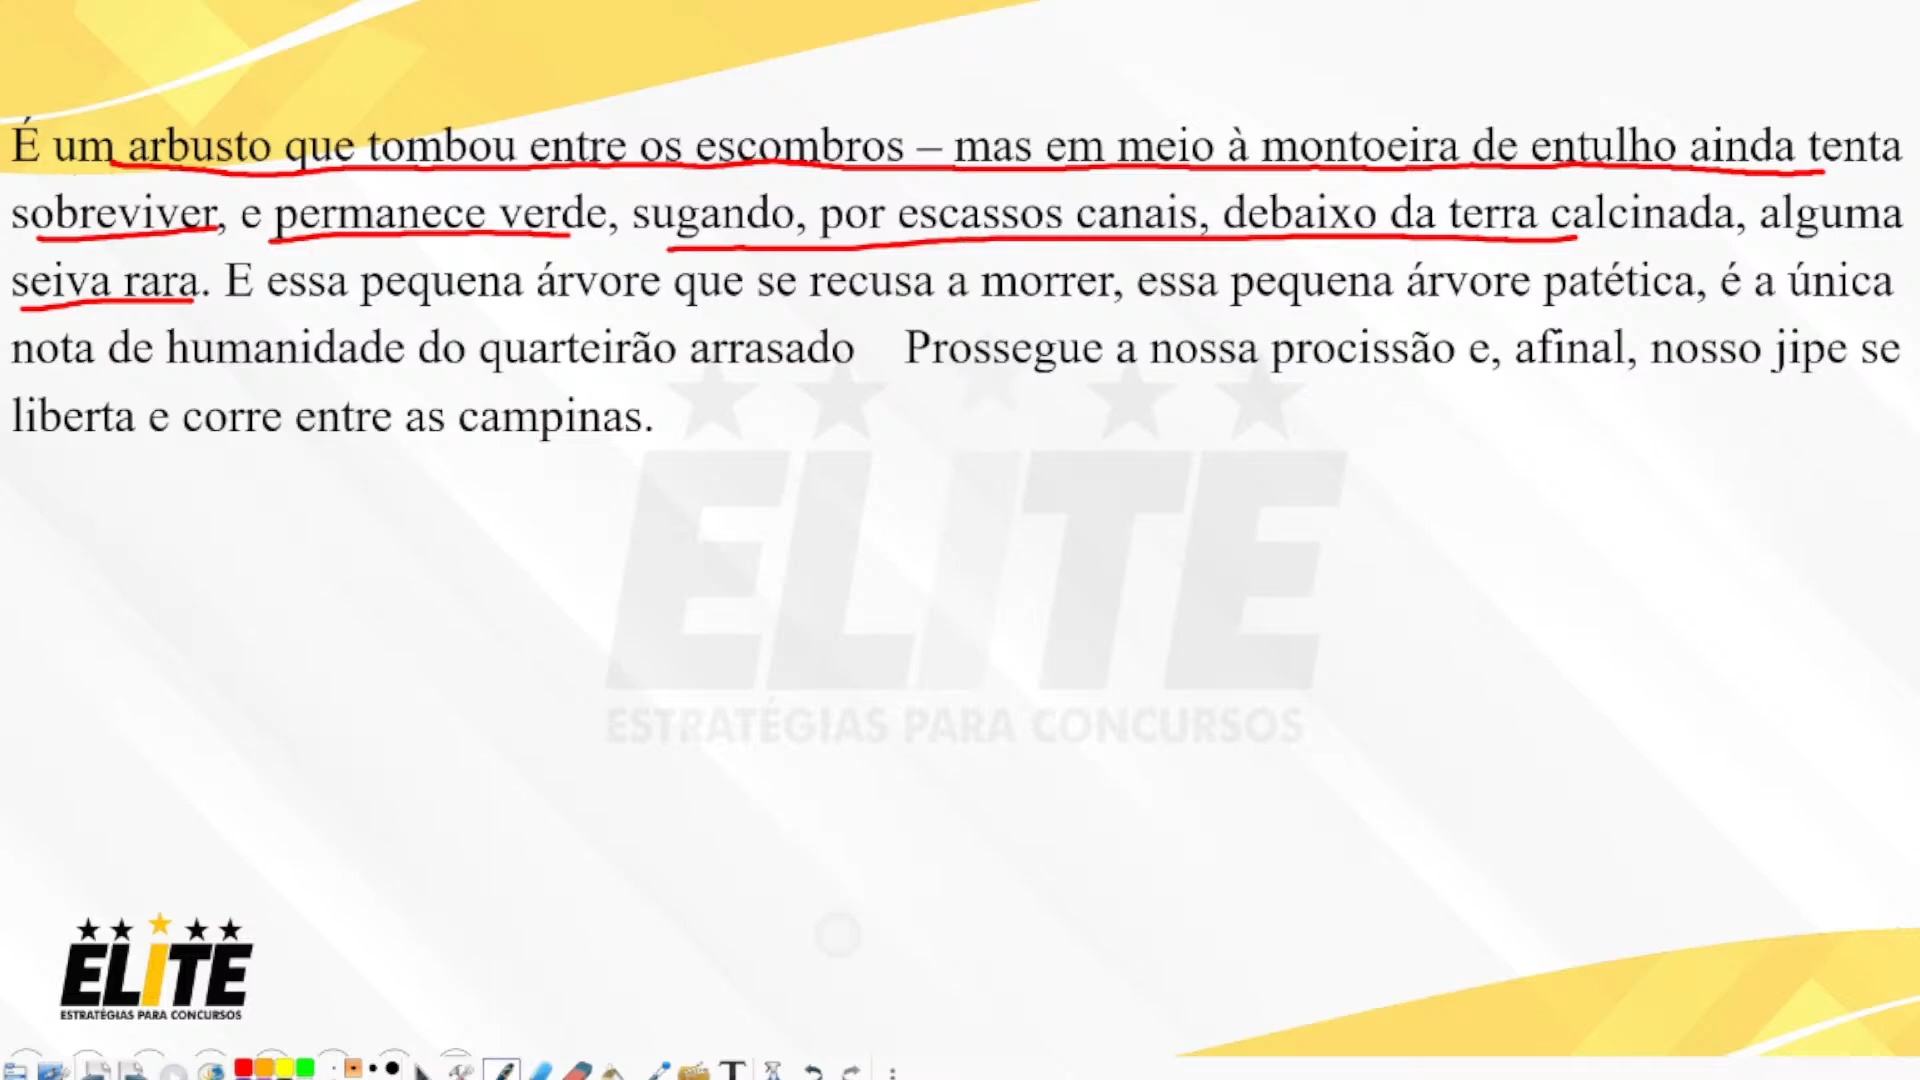 É um arbusto que tombou entre os escombros – mas em meio à montoeira de entulho ainda tenta
sobreviver, e permanece verde, sugando, por escassos canais, debaixo da terra calcinada, alguma
seiva rara. E essa pequena árvore que se recusa a morrer, essa pequena árvore patética, é a única
nota de humanidade do quarteirão arrasado Prossegue a nossa procissão e, afinal, nosso jipe se
liberta e corre entre as campinas.
ELITE
ESTRATÉGIAS PARA CONCURSOS
ELITE
ESTRATÉGIAS PARA CONCURSOS